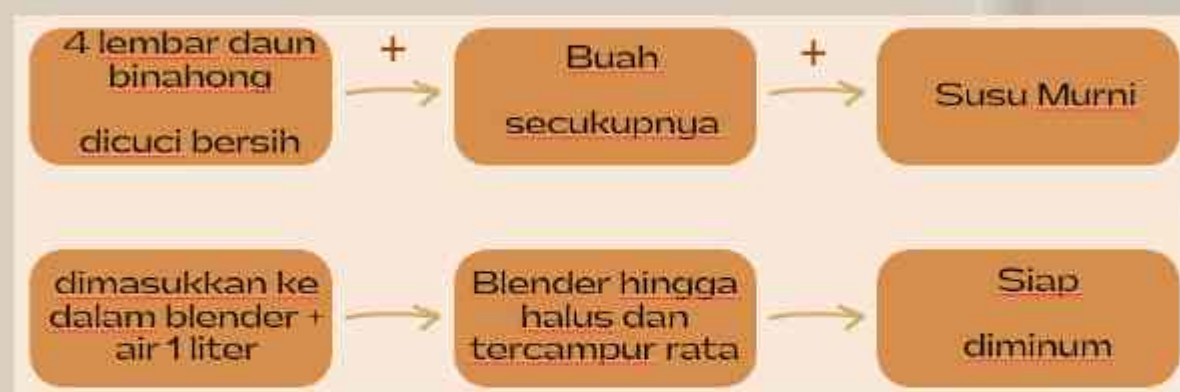 4 lembar daun
binahong
dicuci bersih
+
Buah
secukupnya
+
Susu Murni
dimasukkan ke
dalam blender +
air 1 liter
Blender hingga
halus dan
tercampur rata
Siap
diminum